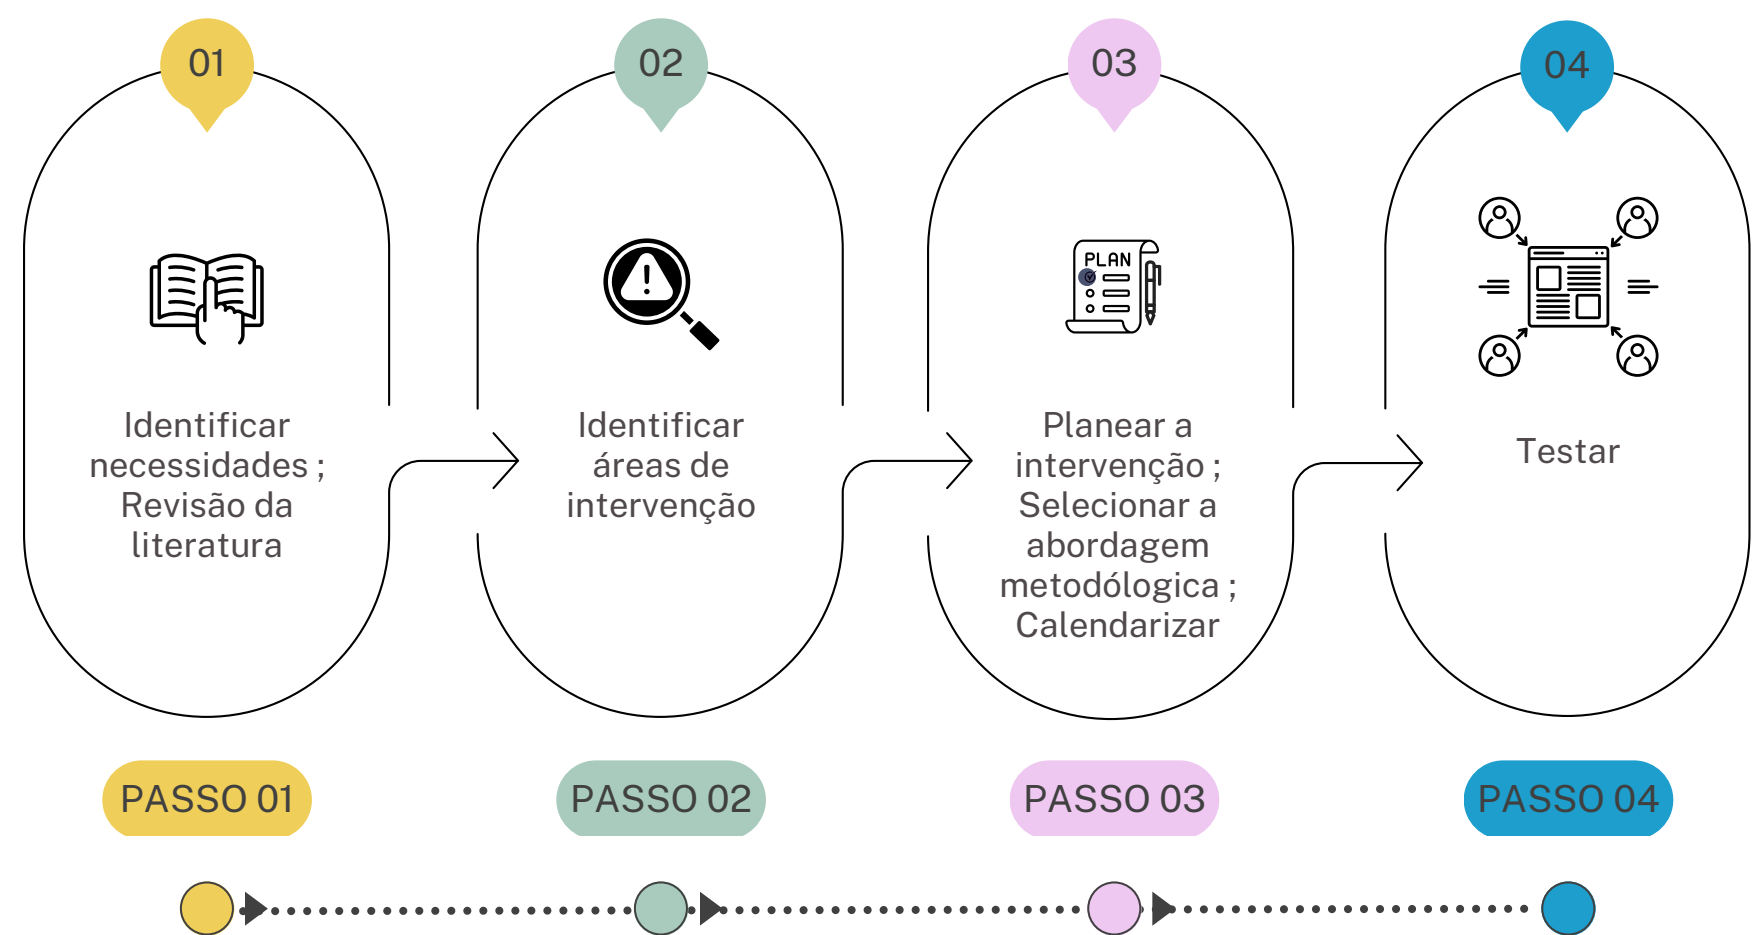 01
Identificar
necessidades ;
Revisão da
literatura
PASSO 01
02
Identificar
áreas de
intervenção
PASSO 02
03
PLAN
Planear a
intervenção ;
Selecionar a
abordagem
metodólogica ;
Calendarizar
PASSO 03
04
Testar
PASSO 04